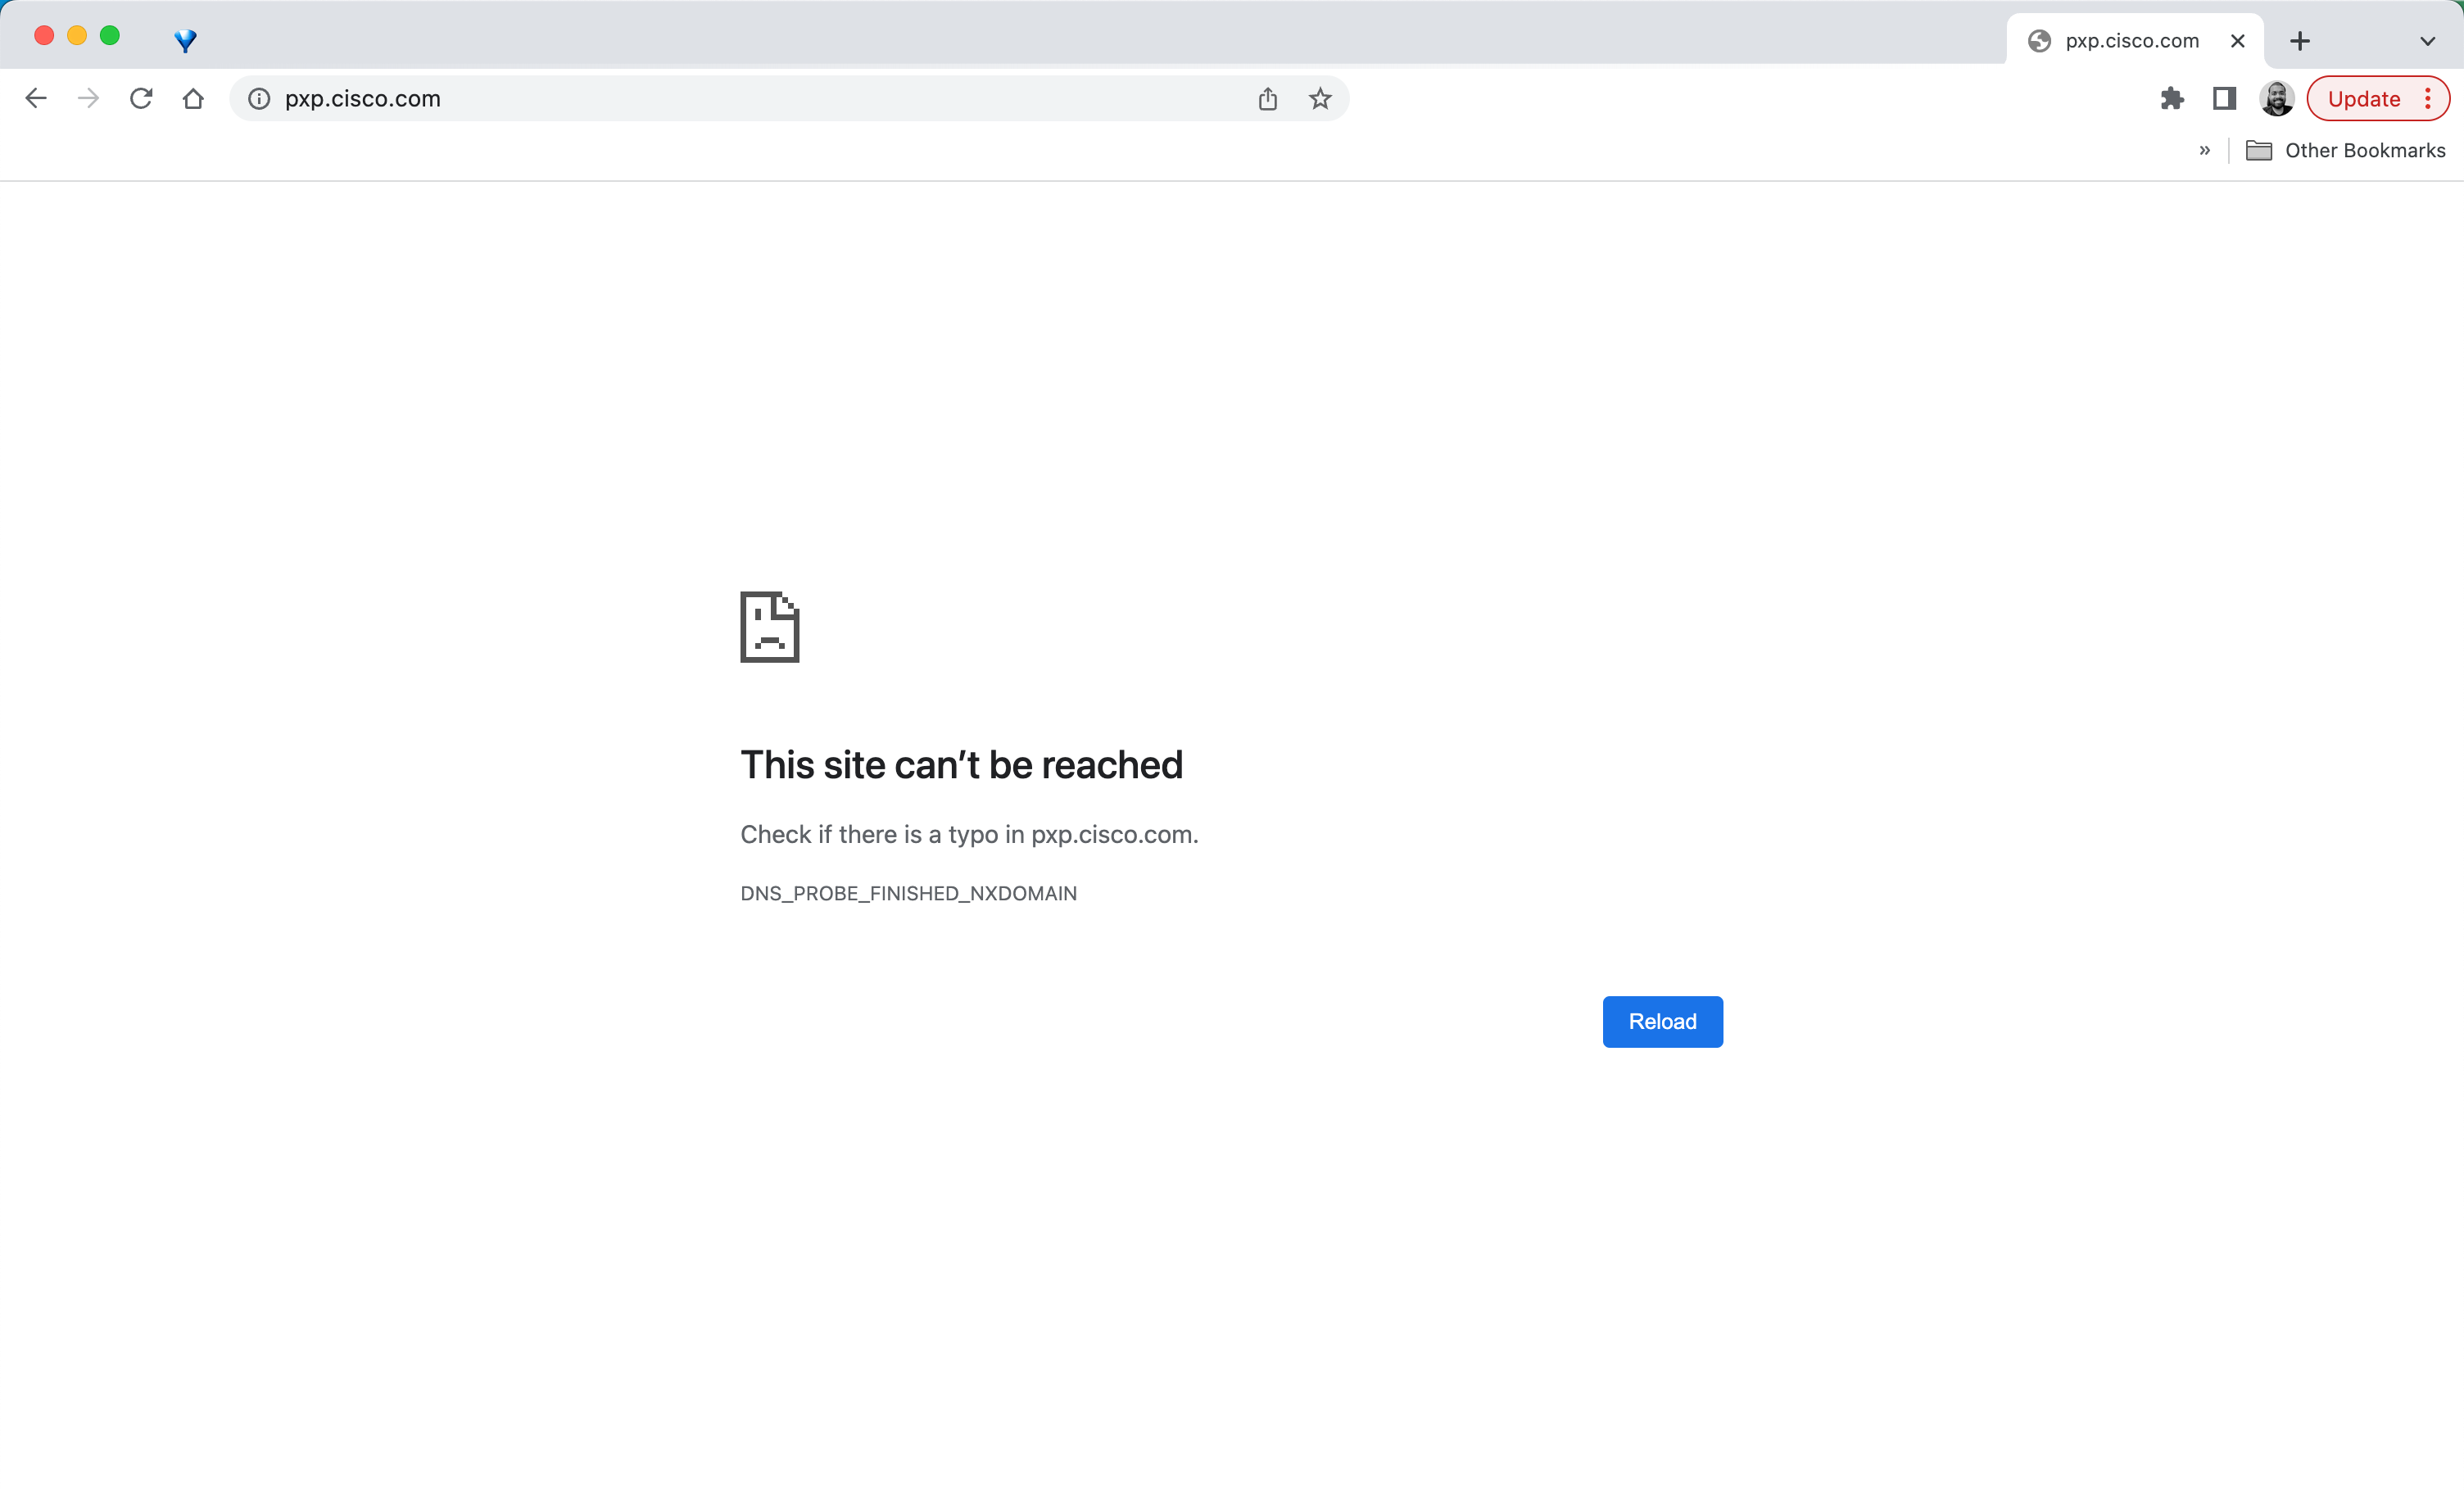 pxp.cisco.com
pxp.cisco.com
Update
» Other Bookmarks
This site can’t be reached
Check if there is a typo in pxp.cisco.com.
DNS_PROBE_FINISHED_NXDOMAIN
Reload